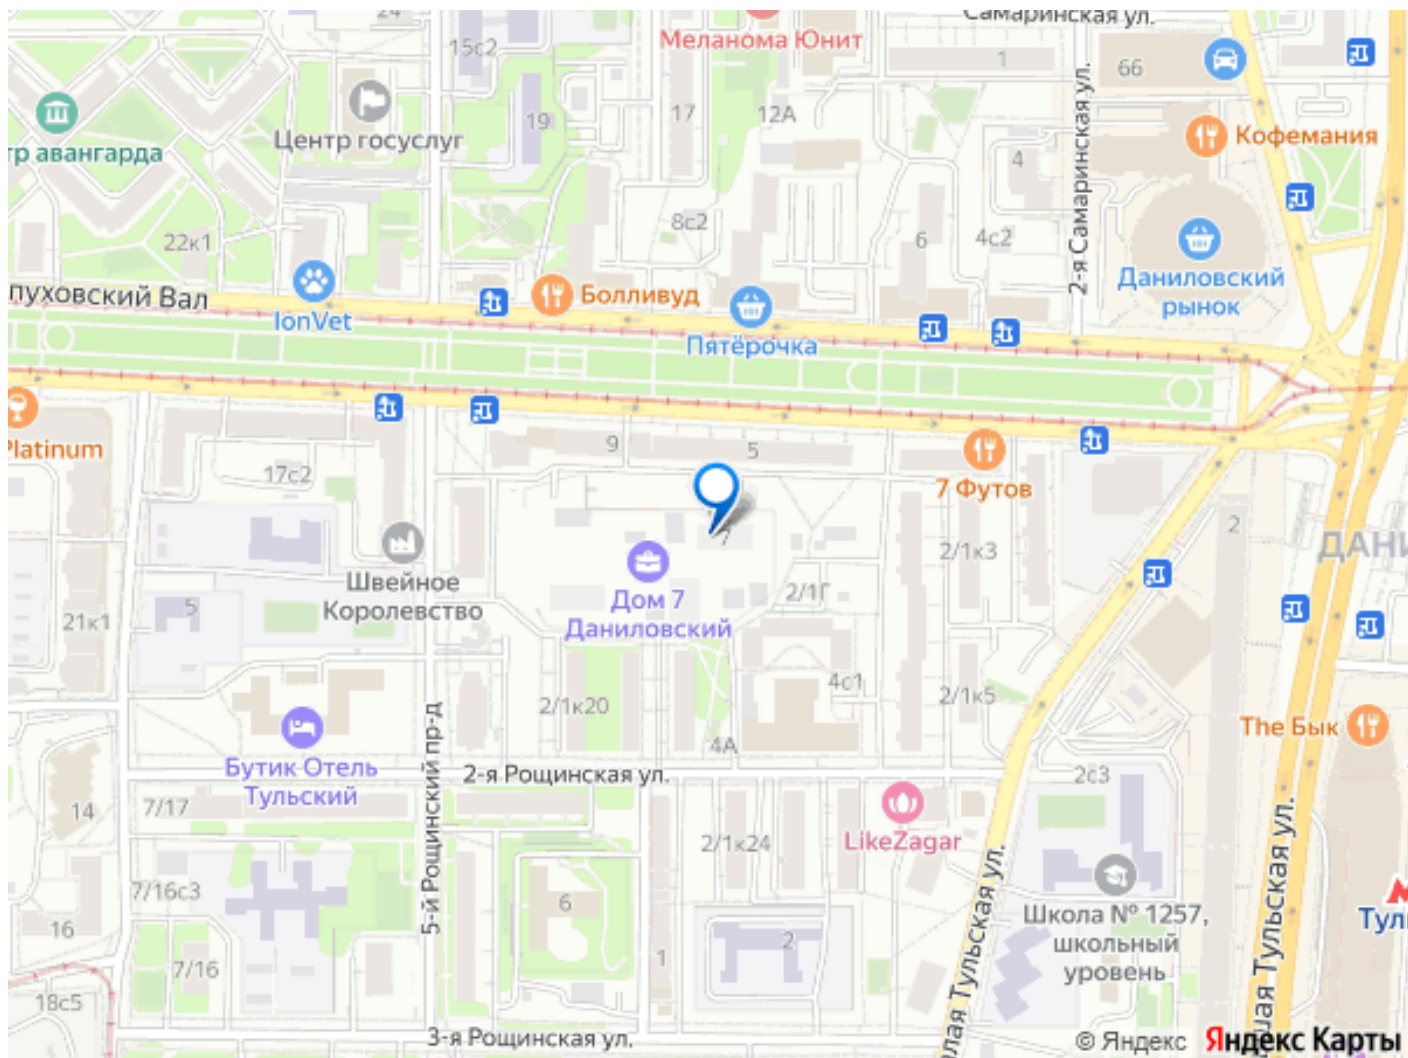 24
15с2
Самаринская ул.
Меланома Юнит
1
66
Центр госуслуг
19
17
12А
Кофемания
тр авангарда
4
2-я Самаринская ул.
22к1
8с2
6
4с2
Даниловский
рынок
пуховский Вал
IonVet
Болливуд
Пятёрочка
Platinum
9
5
17с2
7 Футов
2
7
2/1к3
ДАНИ
Швейное
Королевство
Дом 7
Даниловский
2/1Г
5
21к1
4с1
2/1к20
2/1к5
4А
The Бык
Бутик Отель
Тульский
5-й Рощинский пр-д
2-я Рощинская ул.
2с3
14
7/17
2/1к24
LikeZagar
7/16с3
6
Школа № 1257,
школьный
уровень
Тул
16
7/16
2
1
18с5
3-я Рощинская ул.
лая Тульская ул.
шая Тульская ул.
© Яндекс Яндекс Карты